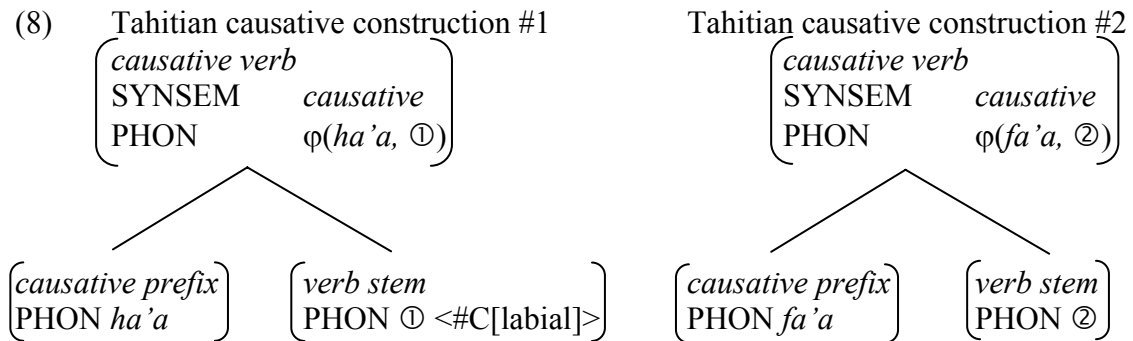 (8) Tahitian causative construction #1 Tahitian causative construction #2
causative verb causative verb
SYNSEM causative SYNSEM causative
PHON φ(ha’a, ①) PHON φ(fa’a, ②)
causative prefix verb stem causative prefix verb stem
PHON ha’a PHON ① <#C[labial]> PHON fa’a PHON ②